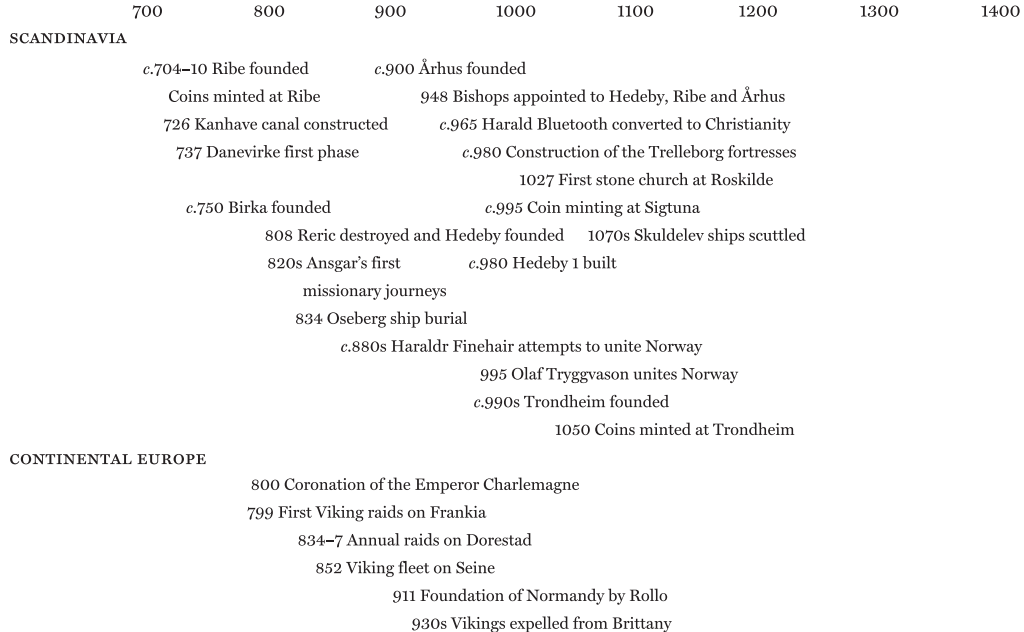 700 800 900 1000 1100 1200 1300 1400
SCANDINAVIA
c.704–10 Ribe founded c.900 Århus founded
Coins minted at Ribe 948 Bishops appointed to Hedeby, Ribe and Århus
726 Kanhave canal constructed c.965 Harald Bluetooth converted to Christianity
737 Danevirke first phase c.980 Construction of the Trelleborg fortresses
1027 First stone church at Roskilde
c.750 Birka founded c.995 Coin minting at Sigtuna
808 Reric destroyed and Hedeby founded 1070s Skuldelev ships scuttled
820s Ansgar's first c.980 Hedeby 1 built
missionary journeys
834 Oseberg ship burial
c.880s Haraldr Finehair attempts to unite Norway
995 Olaf Tryggvason unites Norway
c.990s Trondheim founded
1050 Coins minted at Trondheim
CONTINENTAL EUROPE
800 Coronation of the Emperor Charlemagne
799 First Viking raids on Frankia
834–7 Annual raids on Dorestad
852 Viking fleet on Seine
911 Foundation of Normandy by Rollo
930s Vikings expelled from Brittany